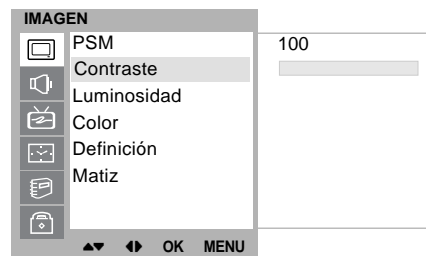 IMAGEN
PSM 100
Contraste
Luminosidad
Color
Definición
Matiz
OK MENU